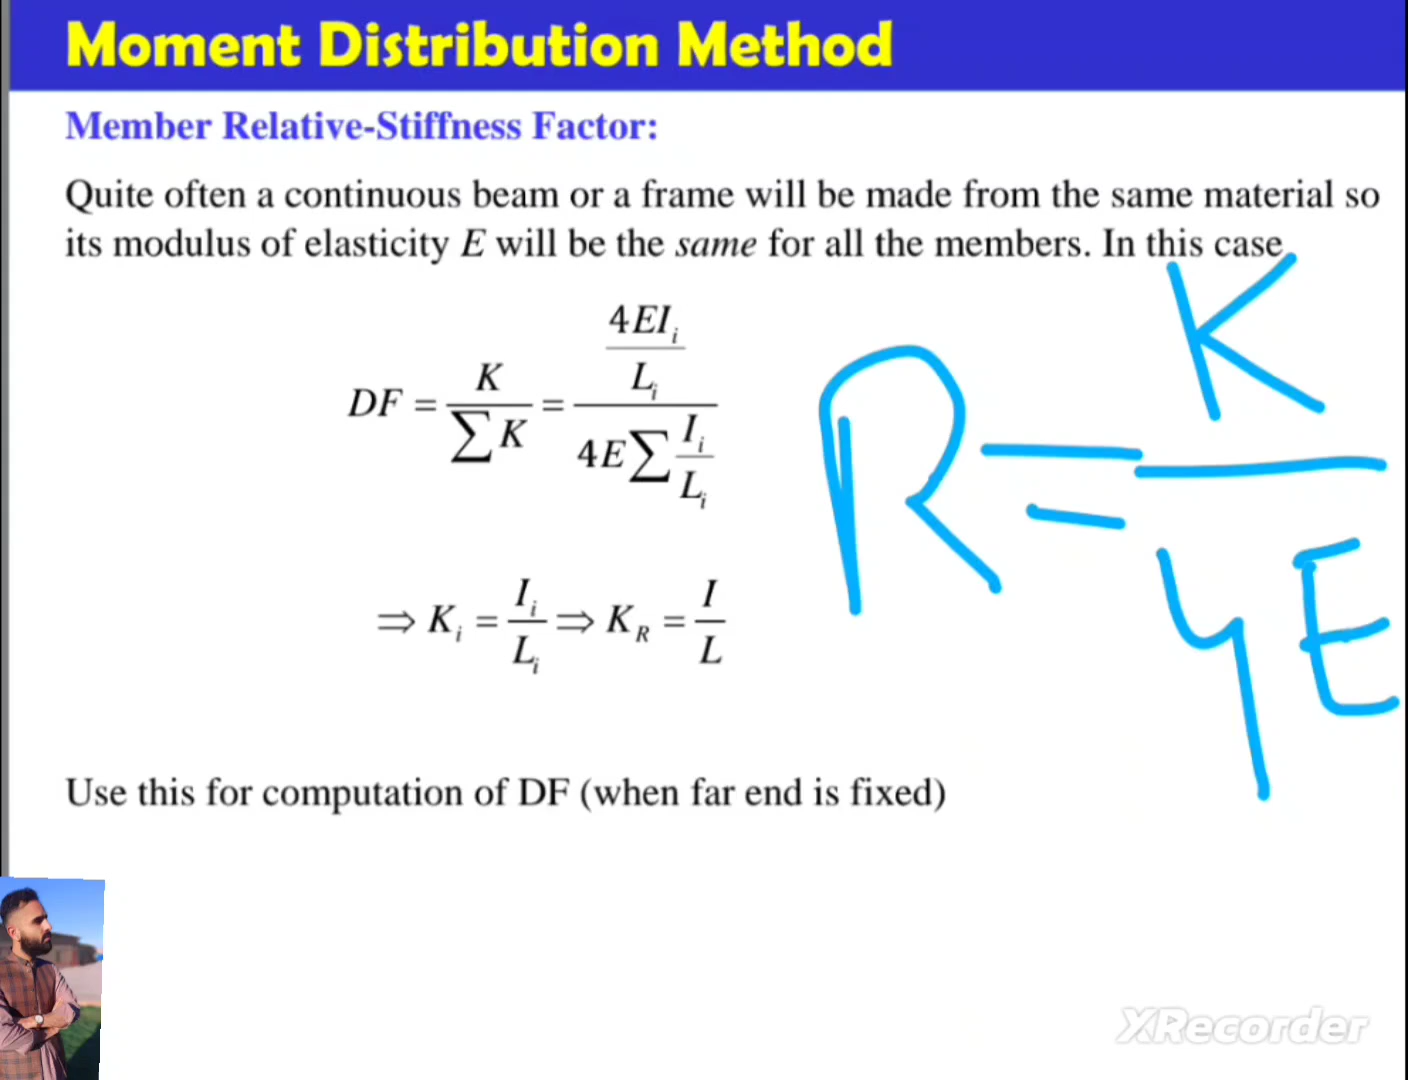 Moment Distribution Method
Member Relative-Stiffness Factor:
Quite often a continuous beam or a frame will be made from the same material so
its modulus of elasticity E will be the same for all the members. In this case,
DF = K / ∑K = (4EIᵢ / Lᵢ) / (4E∑ Iᵢ / Lᵢ)
R = K / 4E
⇒ Kᵢ = Iᵢ / Lᵢ ⇒ K_R = I / L
Use this for computation of DF (when far end is fixed)
XRecorder